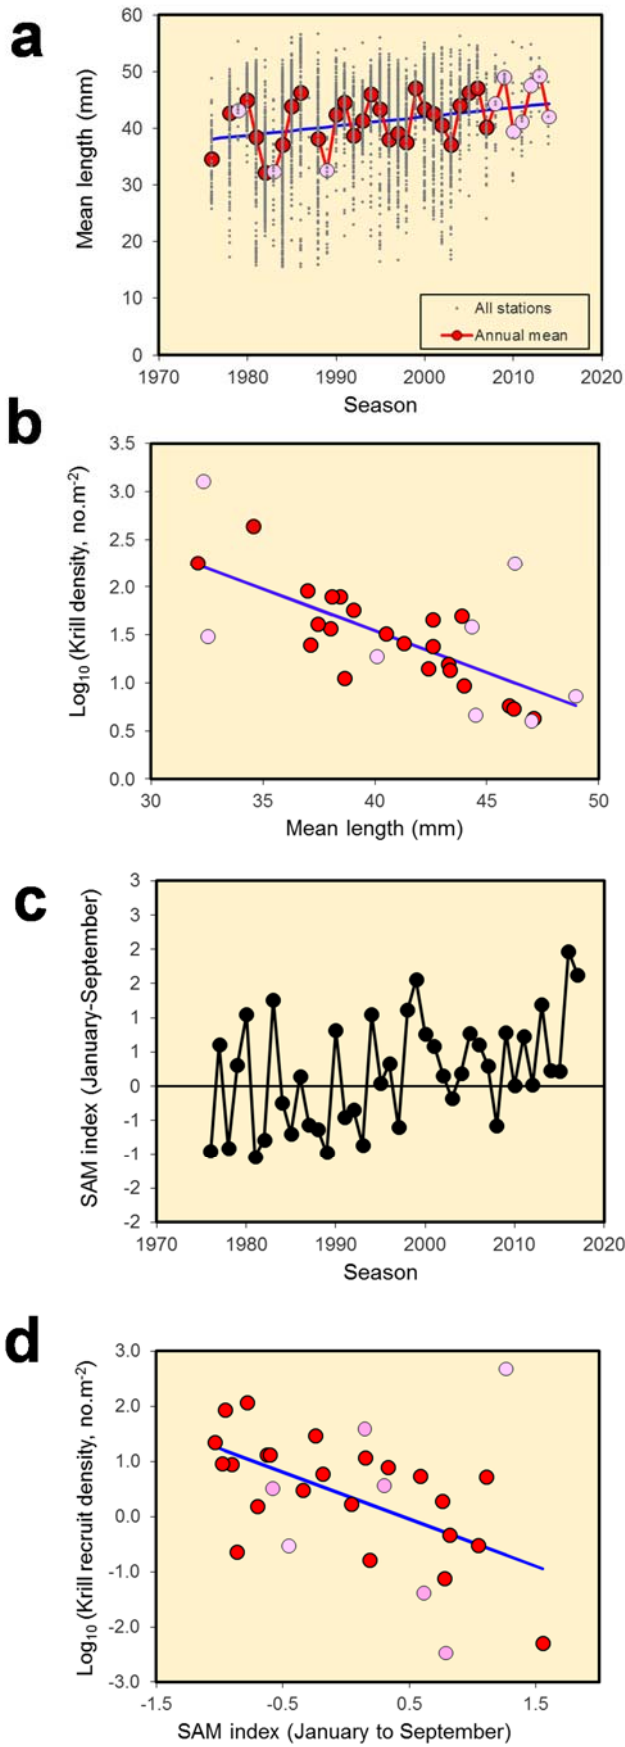 a
60
50
40
30
20
10
0
Mean length (mm)
All stations
Annual mean
1970 1980 1990 2000 2010 2020
Season
b
3.5
3.0
2.5
2.0
1.5
1.0
0.5
0.0
Log10 (Krill density, no.m-2)
30 35 40 45 50
Mean length (mm)
c
3
3
2
2
1
1
0
-1
-1
-2
-2
SAM index (January-September)
1970 1980 1990 2000 2010 2020
Season
d
3.0
2.0
1.0
0.0
-1.0
-2.0
-3.0
Log10 (Krill recruit density, no.m-2)
-1.5 -0.5 0.5 1.5
SAM index (January to September)